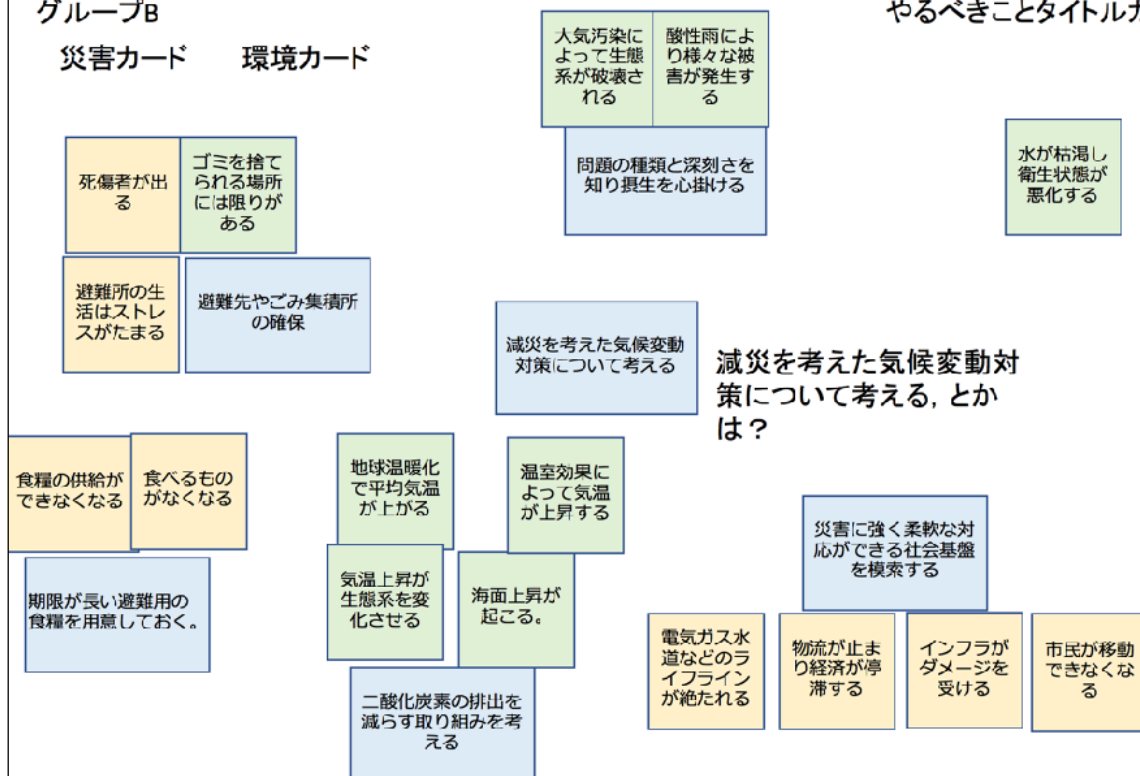 グループB
やるべきことタイトルカ
災害カード 環境カード
大気汚染に
よって生態
系が破壊さ
れる
酸性雨によ
り様々な被
害が発生す
る
問題の種類と深刻さを
知り摂生を心掛ける
水が枯渇し
衛生状態が
悪化する
死傷者が出
る
ゴミを捨て
られる場所
には限りが
ある
避難所の生
活はストレ
スがたまる
避難先やごみ集積所
の確保
減災を考えた気候変動
対策について考える
減災を考えた気候変動対
策について考える, とか
は?
食糧の供給が
できなくなる
食べるもの
がなくなる
期限が長い避難用の
食糧を用意しておく。
地球温暖化
で平均気温
が上がる
温室効果に
よって気温
が上昇する
気温上昇が
生態系を変
化させる
海面上昇が
起こる。
二酸化炭素の排出を
減らす取り組みを考
える
災害に強く柔軟な対
応ができる社会基盤
を模索する
電気ガス水
道などのラ
イフライン
が絶たれる
物流が止ま
り経済が停
滞する
インフラが
ダメージを
受ける
市民が移動
できなくな
る